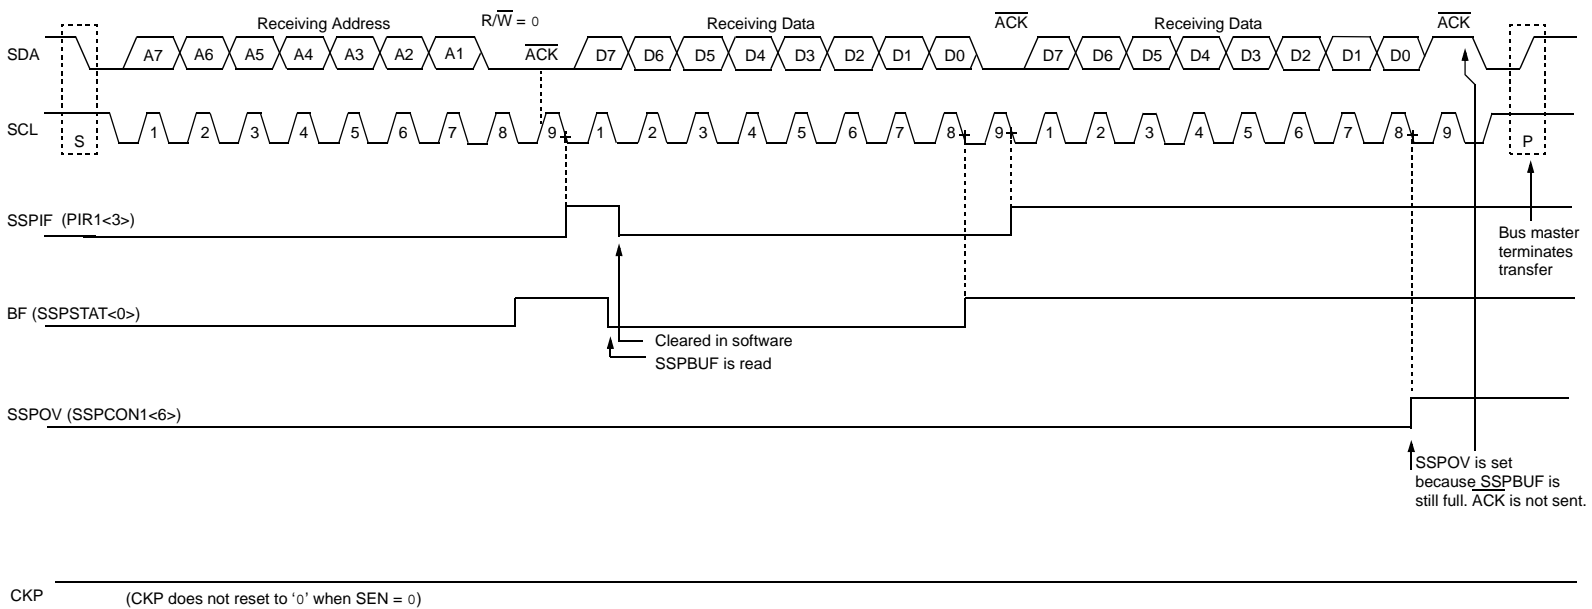 Receiving Address R/W = 0 Receiving Data ACK Receiving Data ACK
SDA A7 A6 A5 A4 A3 A2 A1 ACK D7 D6 D5 D4 D3 D2 D1 D0 D7 D6 D5 D4 D3 D2 D1 D0
SCL S 1 2 3 4 5 6 7 8 9 1 2 3 4 5 6 7 8 9 1 2 3 4 5 6 7 8 9 P
SSPIF (PIR1<3>)
Bus master
terminates
transfer
BF (SSPSTAT<0>)
Cleared in software
SSPBUF is read
SSPOV (SSPCON1<6>)
SSPOV is set
because SSPBUF is
still full. ACK is not sent.
CKP (CKP does not reset to ‘0’ when SEN = 0)